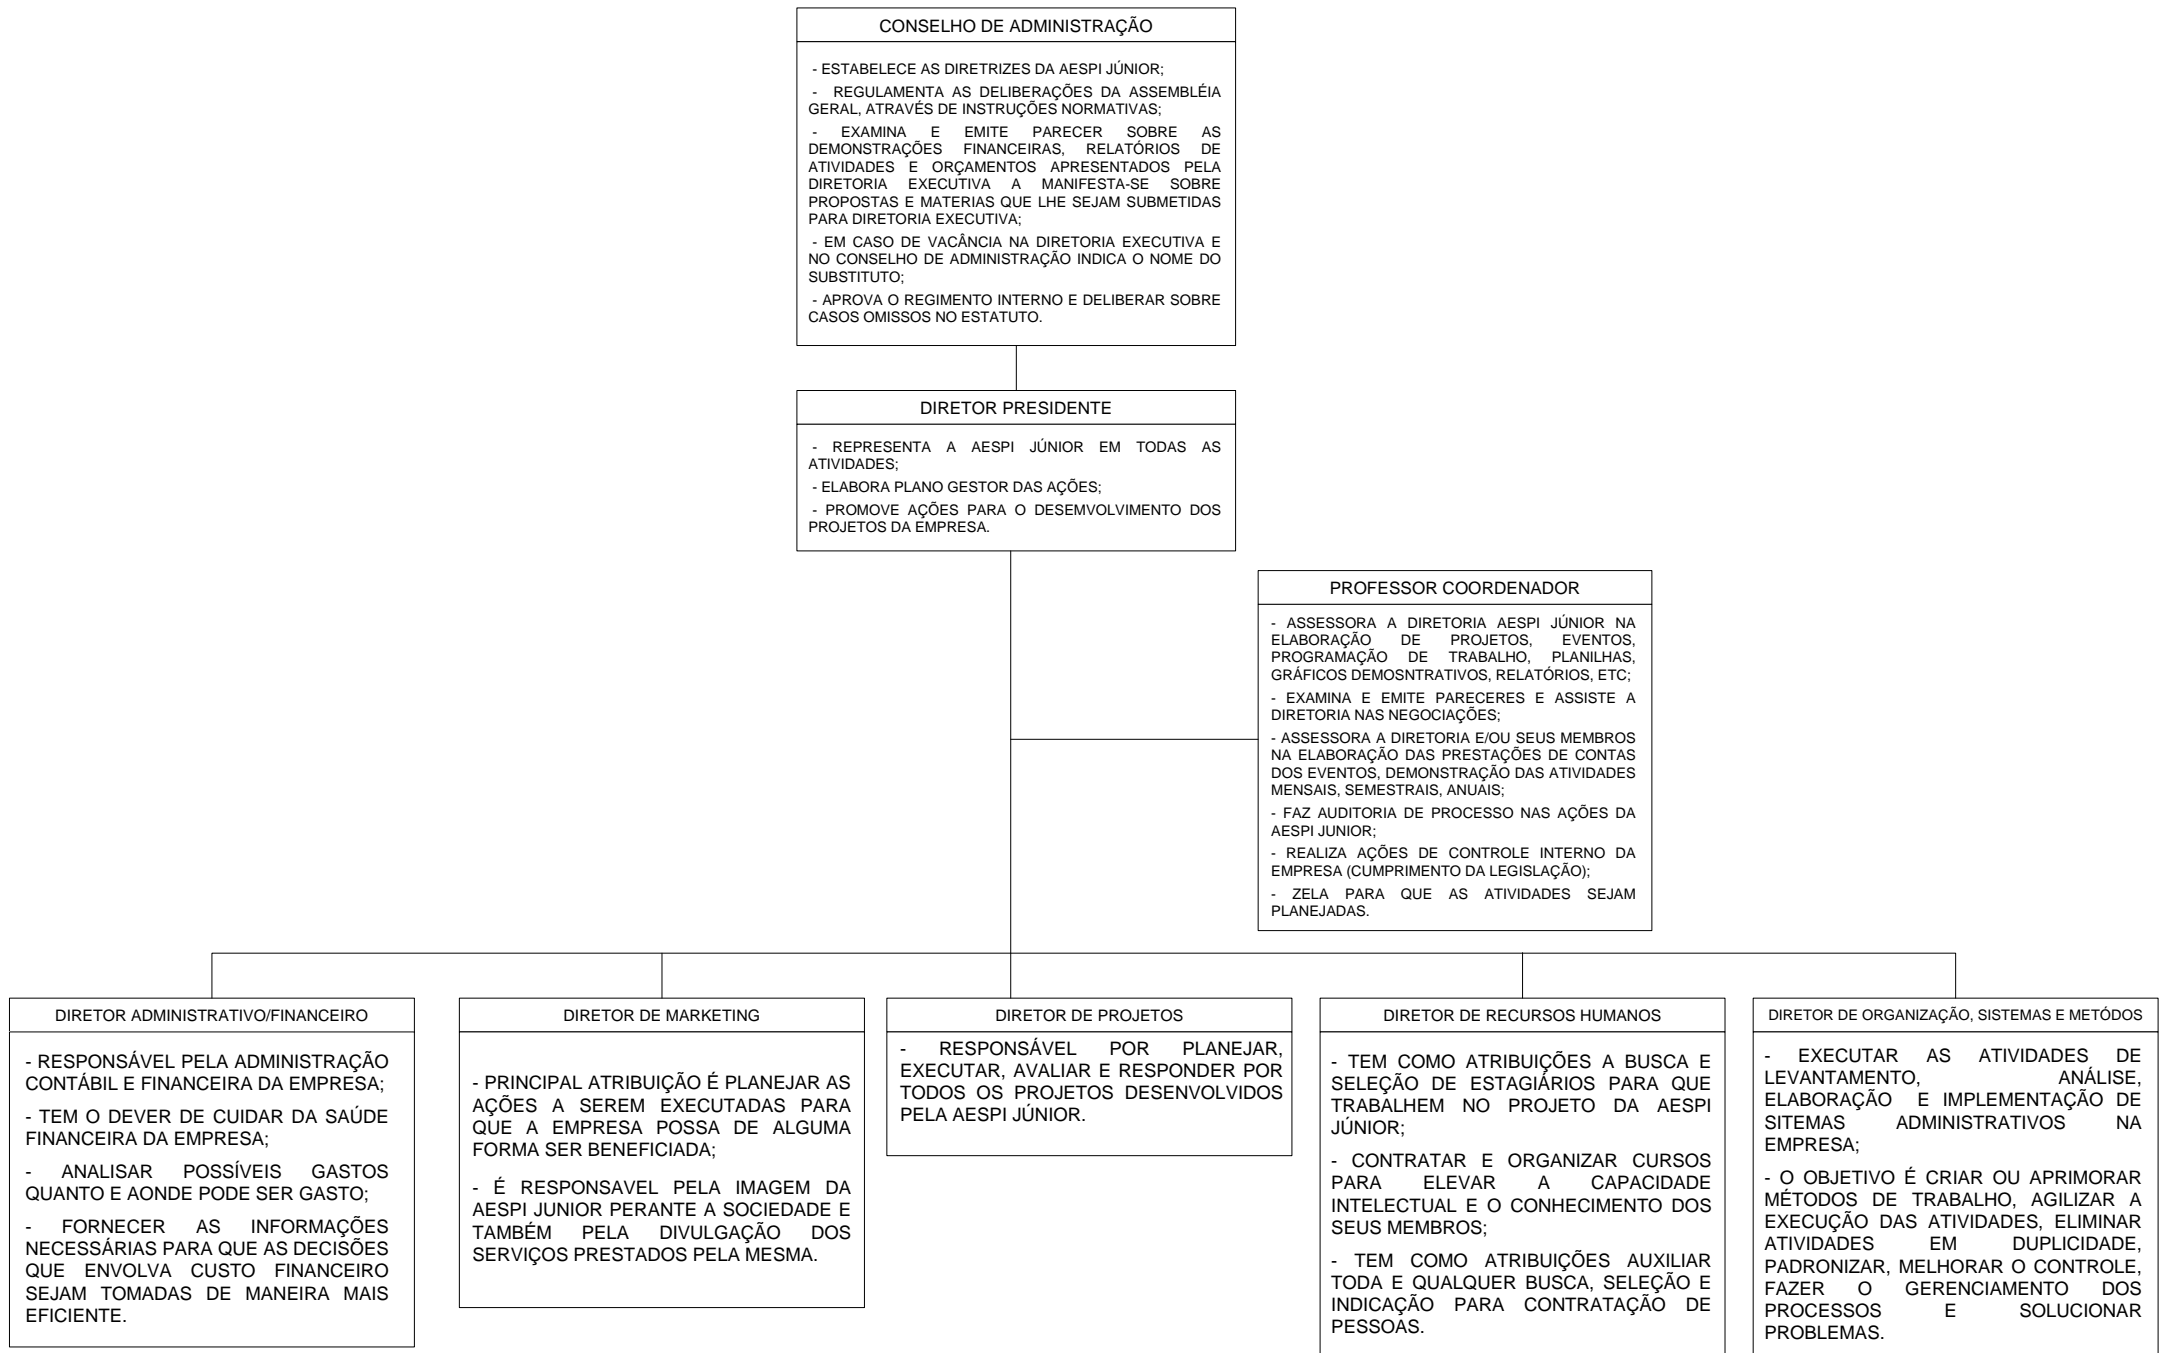 CONSELHO DE ADMINISTRAÇÃO
- ESTABELECE AS DIRETRIZES DA AESPI JÚNIOR;
- REGULAMENTA AS DELIBERAÇÕES DA ASSEMBLÉIA
GERAL, ATRAVÉS DE INSTRUÇÕES NORMATIVAS;
- EXAMINA E EMITE PARECER SOBRE AS
DEMONSTRAÇÕES FINANCEIRAS, RELATÓRIOS DE
ATIVIDADES E ORÇAMENTOS APRESENTADOS PELA
DIRETORIA EXECUTIVA A MANIFESTA-SE SOBRE
PROPOSTAS E MATERIAS QUE LHE SEJAM SUBMETIDAS
PARA DIRETORIA EXECUTIVA;
- EM CASO DE VACÂNCIA NA DIRETORIA EXECUTIVA E
NO CONSELHO DE ADMINISTRAÇÃO INDICA O NOME DO
SUBSTITUTO;
- APROVA O REGIMENTO INTERNO E DELIBERAR SOBRE
CASOS OMISSOS NO ESTATUTO.
DIRETOR PRESIDENTE
- REPRESENTA A AESPI JÚNIOR EM TODAS AS
ATIVIDADES;
- ELABORA PLANO GESTOR DAS AÇÕES;
- PROMOVE AÇÕES PARA O DESEMVOLVIMENTO DOS
PROJETOS DA EMPRESA.
PROFESSOR COORDENADOR
- ASSESSORA A DIRETORIA AESPI JÚNIOR NA
ELABORAÇÃO DE PROJETOS, EVENTOS,
PROGRAMAÇÃO DE TRABALHO, PLANILHAS,
GRÁFICOS DEMOSNTRATIVOS, RELATÓRIOS, ETC;
- EXAMINA E EMITE PARECERES E ASSISTE A
DIRETORIA NAS NEGOCIAÇÕES;
- ASSESSORA A DIRETORIA E/OU SEUS MEMBROS
NA ELABORAÇÃO DAS PRESTAÇÕES DE CONTAS
DOS EVENTOS, DEMONSTRAÇÃO DAS ATIVIDADES
MENSAIS, SEMESTRAIS, ANUAIS;
- FAZ AUDITORIA DE PROCESSO NAS AÇÕES DA
AESPI JUNIOR;
- REALIZA AÇÕES DE CONTROLE INTERNO DA
EMPRESA (CUMPRIMENTO DA LEGISLAÇÃO);
- ZELA PARA QUE AS ATIVIDADES SEJAM
PLANEJADAS.
DIRETOR ADMINISTRATIVO/FINANCEIRO
- RESPONSÁVEL PELA ADMINISTRAÇÃO
CONTÁBIL E FINANCEIRA DA EMPRESA;
- TEM O DEVER DE CUIDAR DA SAÚDE
FINANCEIRA DA EMPRESA;
- ANALISAR POSSÍVEIS GASTOS
QUANTO E AONDE PODE SER GASTO;
- FORNECER AS INFORMAÇÕES
NECESSÁRIAS PARA QUE AS DECISÕES
QUE ENVOLVA CUSTO FINANCEIRO
SEJAM TOMADAS DE MANEIRA MAIS
EFICIENTE.
DIRETOR DE MARKETING
- PRINCIPAL ATRIBUIÇÃO É PLANEJAR AS
AÇÕES A SEREM EXECUTADAS PARA
QUE A EMPRESA POSSA DE ALGUMA
FORMA SER BENEFICIADA;
- É RESPONSAVEL PELA IMAGEM DA
AESPI JUNIOR PERANTE A SOCIEDADE E
TAMBÉM PELA DIVULGAÇÃO DOS
SERVIÇOS PRESTADOS PELA MESMA.
DIRETOR DE PROJETOS
- RESPONSÁVEL POR PLANEJAR,
EXECUTAR, AVALIAR E RESPONDER POR
TODOS OS PROJETOS DESENVOLVIDOS
PELA AESPI JÚNIOR.
DIRETOR DE RECURSOS HUMANOS
- TEM COMO ATRIBUIÇÕES A BUSCA E
SELEÇÃO DE ESTAGIÁRIOS PARA QUE
TRABALHEM NO PROJETO DA AESPI
JÚNIOR;
- CONTRATAR E ORGANIZAR CURSOS
PARA ELEVAR A CAPACIDADE
INTELECTUAL E O CONHECIMENTO DOS
SEUS MEMBROS;
- TEM COMO ATRIBUIÇÕES AUXILIAR
TODA E QUALQUER BUSCA, SELEÇÃO E
INDICAÇÃO PARA CONTRATAÇÃO DE
PESSOAS.
DIRETOR DE ORGANIZAÇÃO, SISTEMAS E METÓDOS
- EXECUTAR AS ATIVIDADES DE
LEVANTAMENTO, ANÁLISE,
ELABORAÇÃO E IMPLEMENTAÇÃO DE
SITEMAS ADMINISTRATIVOS NA
EMPRESA;
- O OBJETIVO É CRIAR OU APRIMORAR
MÉTODOS DE TRABALHO, AGILIZAR A
EXECUÇÃO DAS ATIVIDADES, ELIMINAR
ATIVIDADES EM DUPLICIDADE,
PADRONIZAR, MELHORAR O CONTROLE,
FAZER O GERENCIAMENTO DOS
PROCESSOS E SOLUCIONAR
PROBLEMAS.